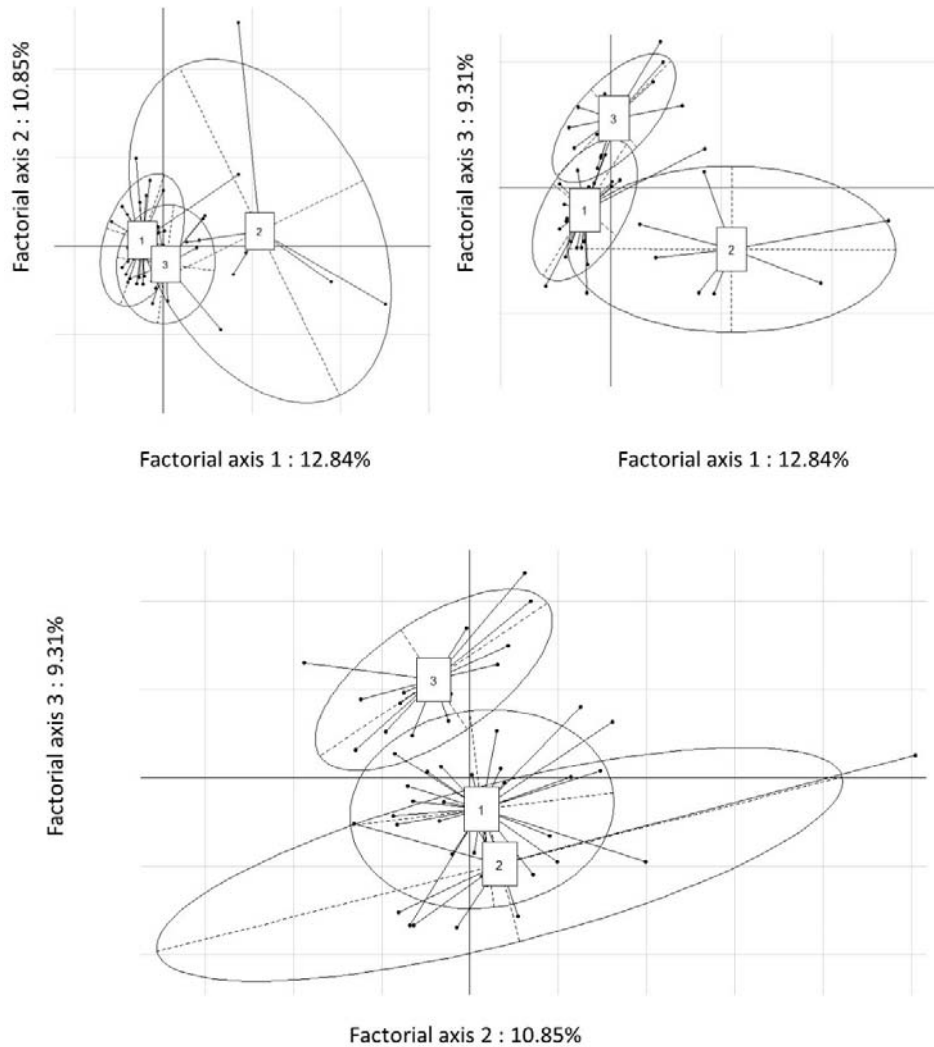 Factorial axis 2 : 10.85%
1
2
3
Factorial axis 1 : 12.84%
Factorial axis 3 : 9.31%
3
1
2
Factorial axis 1 : 12.84%
Factorial axis 3 : 9.31%
3
1
2
Factorial axis 2 : 10.85%